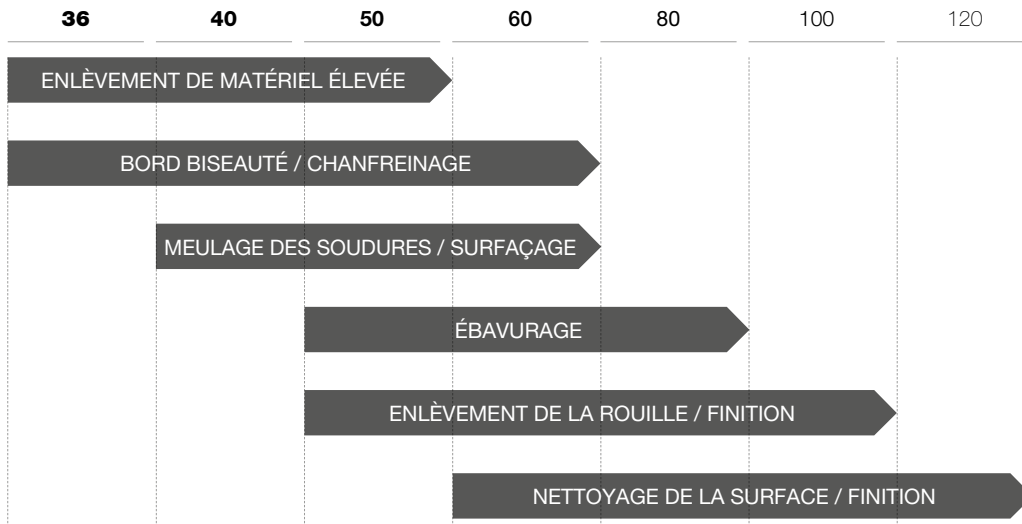 36 40 50 60 80 100 120
ENLÈVEMENT DE MATÉRIEL ÉLEVÉE
BORD BISEAUTÉ / CHANFREINAGE
MEULAGE DES SOUDURES / SURFAÇAGE
ÉBAVURAGE
ENLÈVEMENT DE LA ROUILLE / FINITION
NETTOYAGE DE LA SURFACE / FINITION